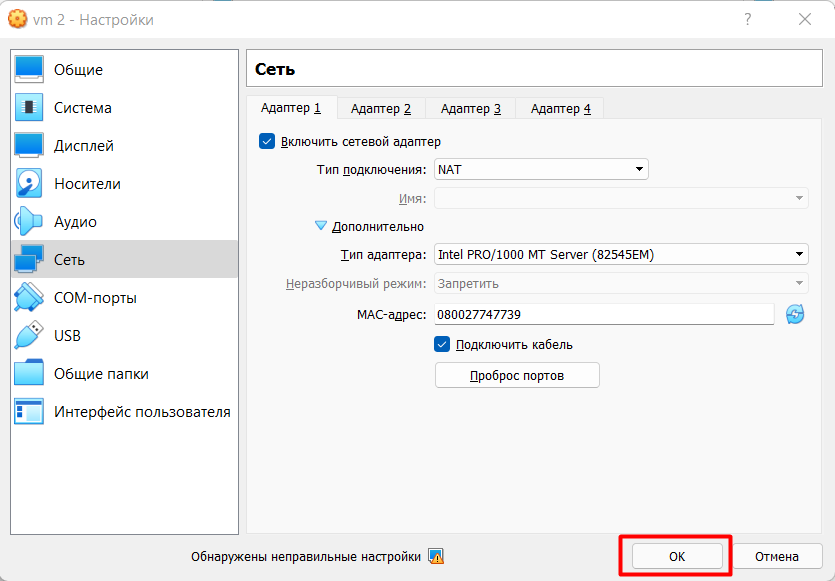 vm 2 - Настройки
?
Общие
Система
Дисплей
Носители
Аудио
Сеть
COM-порты
USB
Общие папки
Интерфейс пользователя
Сеть
Адаптер 1 Адаптер 2 Адаптер 3 Адаптер 4
Включить сетевой адаптер
Тип подключения: NAT
Имя:
Дополнительно
Тип адаптера: Intel PRO/1000 MT Server (82545EM)
Неразборчивый режим: Запретить
MAC-адрес: 080027747739
Подключить кабель
Проброс портов
Обнаружены неправильные настройки
OK Отмена